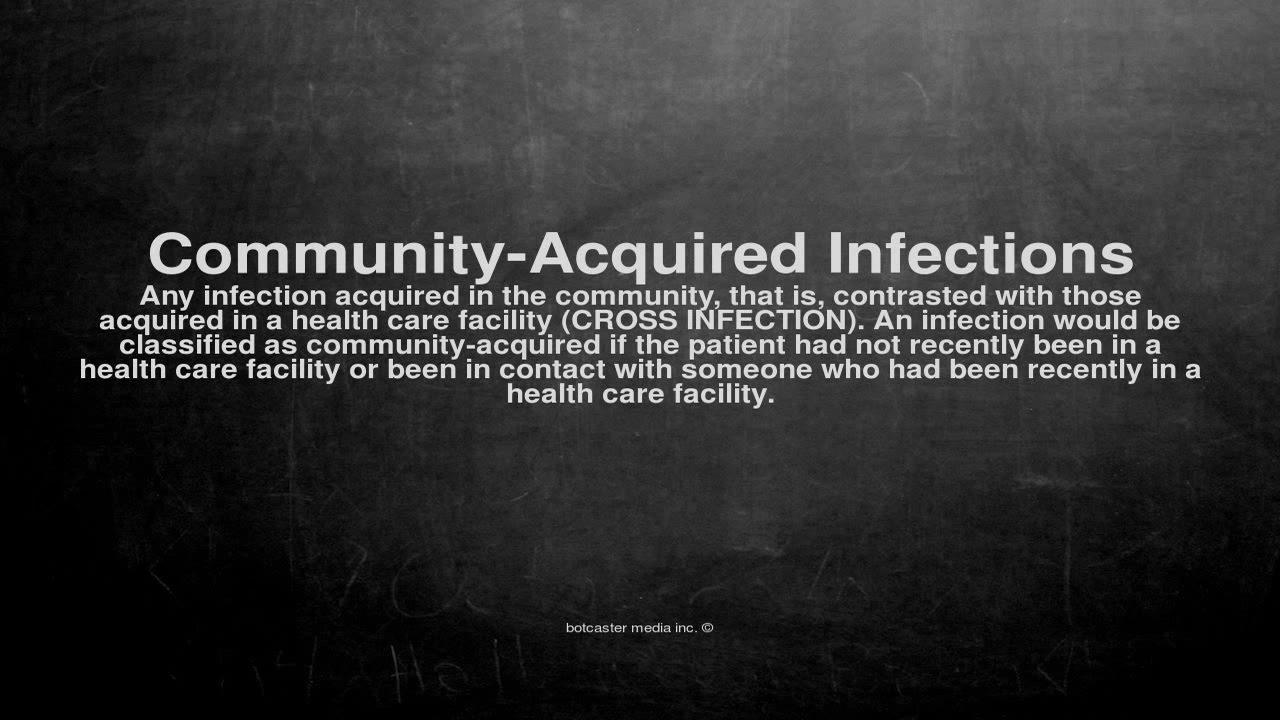 Community-Acquired Infections
Any infection acquired in the community, that is, contrasted with those
acquired in a health care facility (CROSS INFECTION). An infection would be
classified as community-acquired if the patient had not recently been in a
health care facility or been in contact with someone who had been recently in a
health care facility.
botcaster media inc. ©